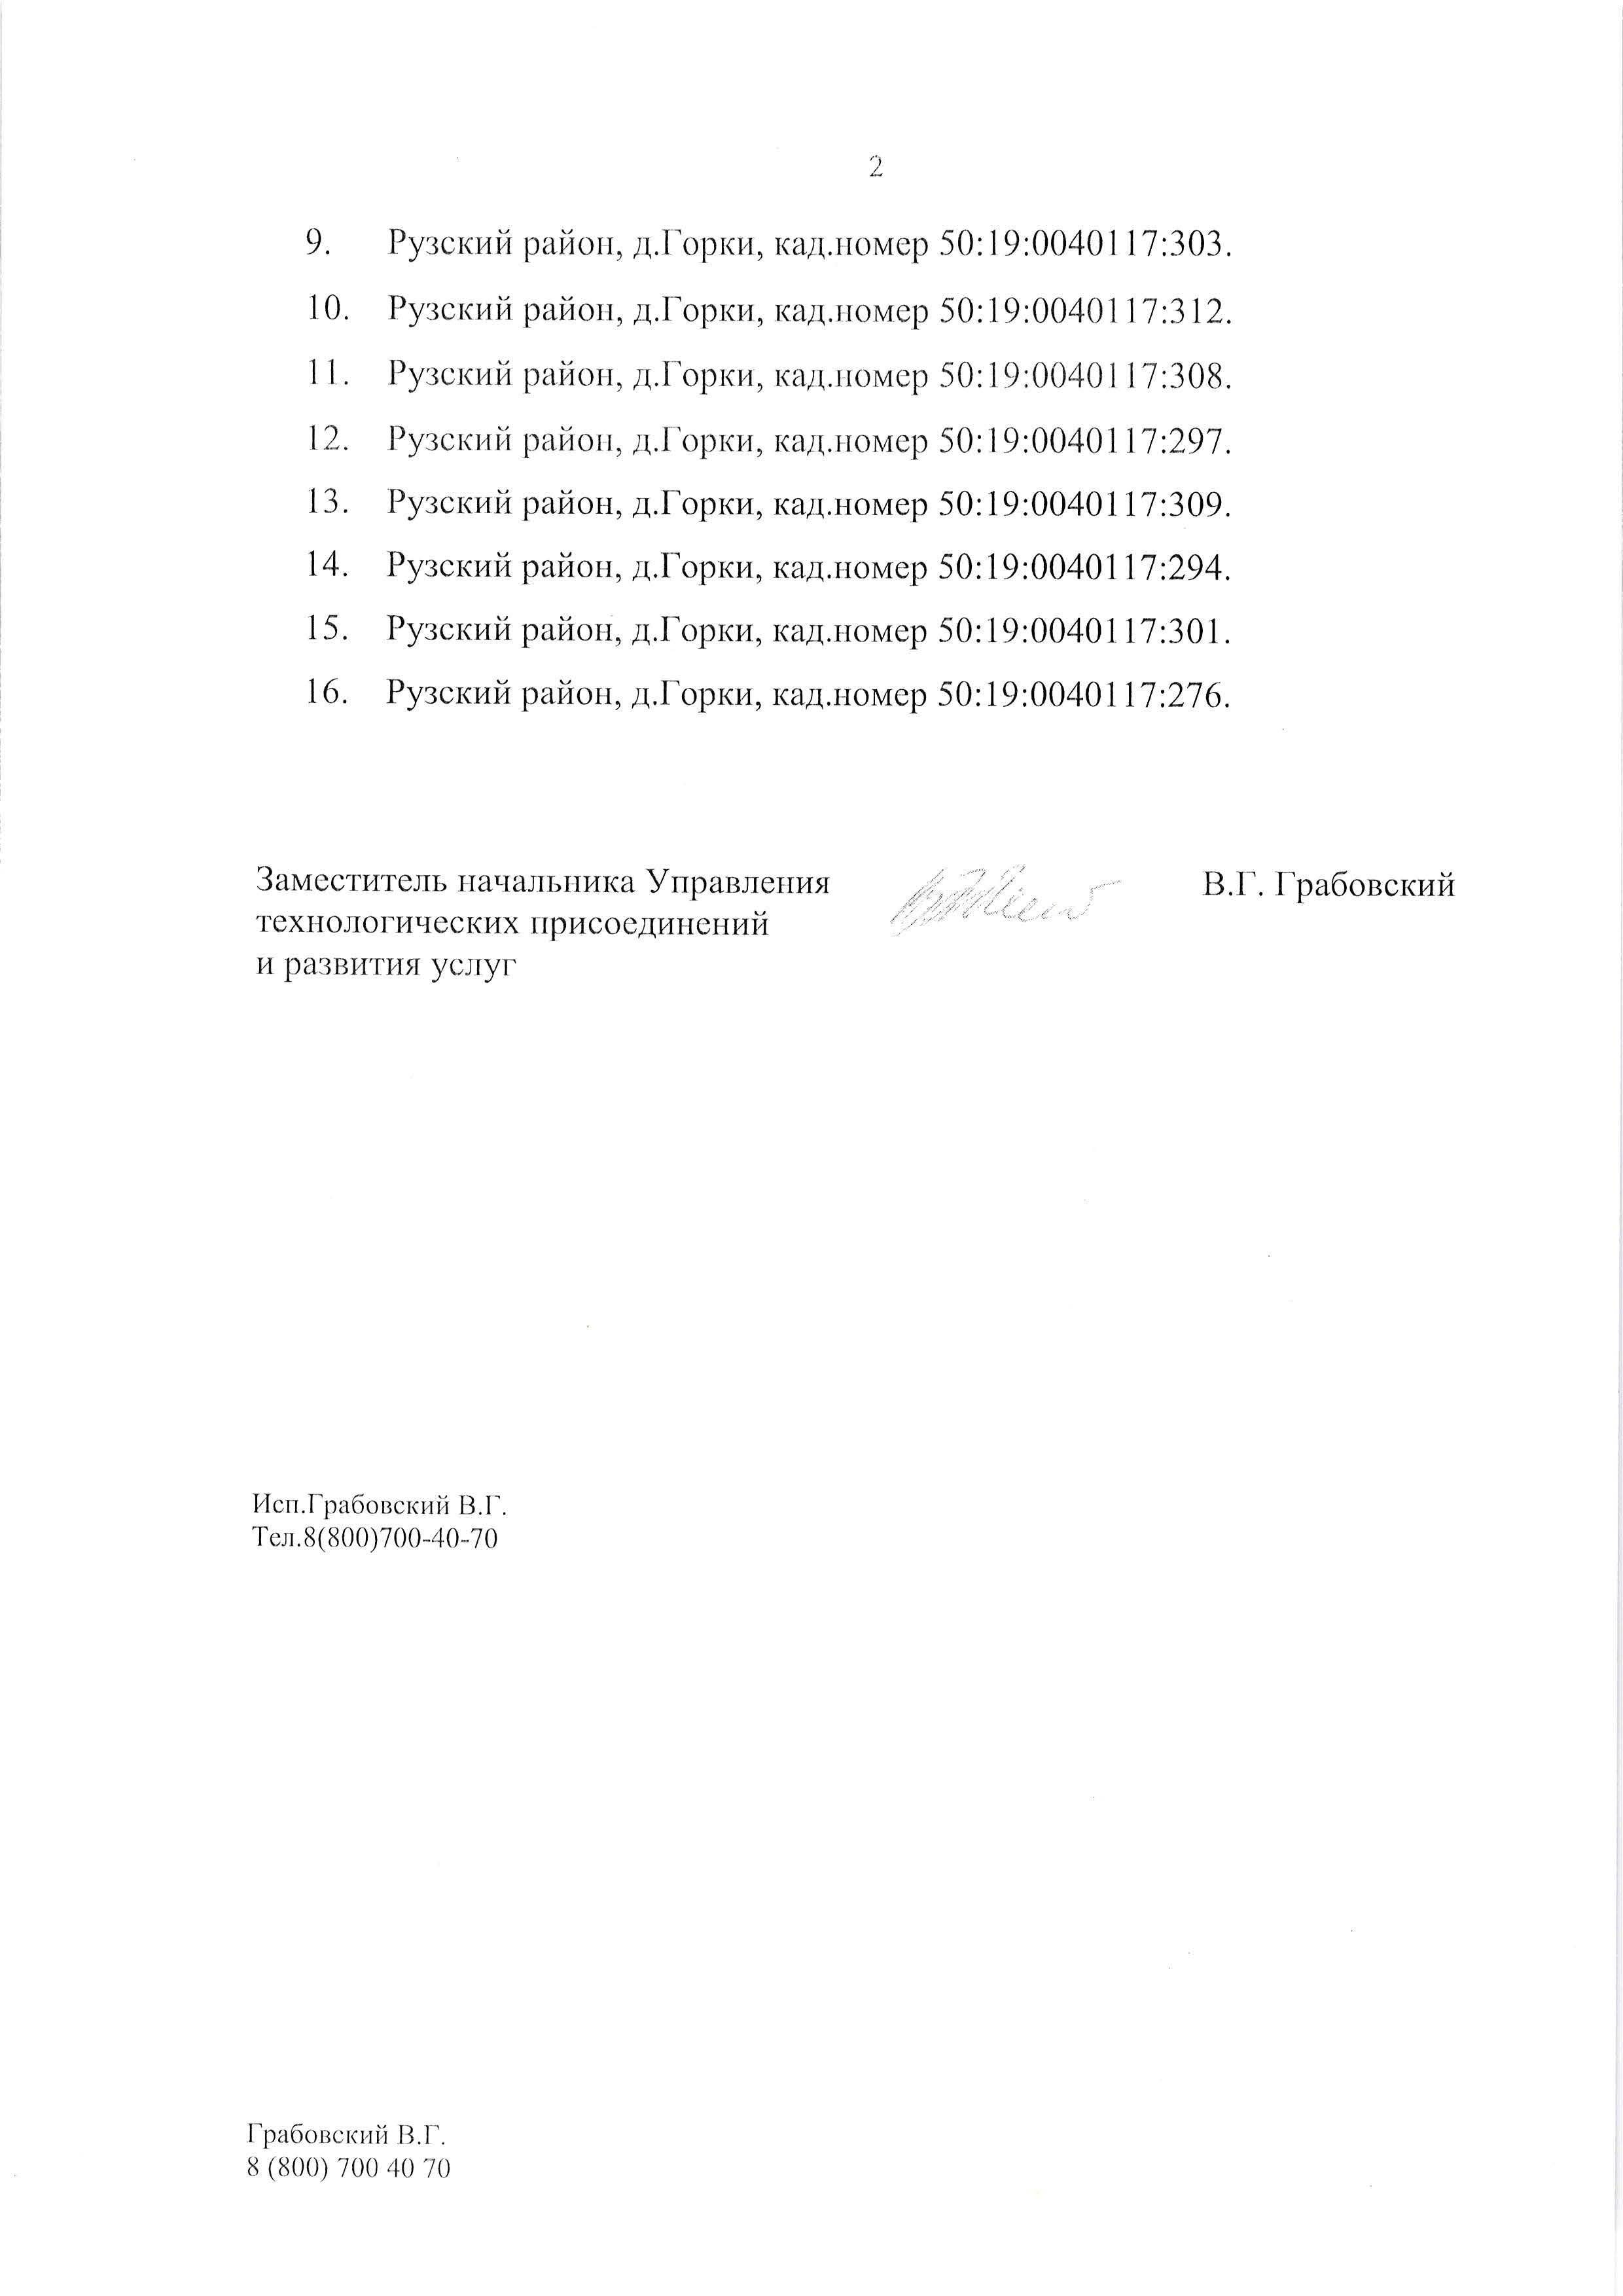 2
9. Рузский район, д.Горки, кад.номер 50:19:0040117:303.
10. Рузский район, д.Горки, кад.номер 50:19:0040117:312.
11. Рузский район, д.Горки, кад.номер 50:19:0040117:308.
12. Рузский район, д.Горки, кад.номер 50:19:0040117:297.
13. Рузский район, д.Горки, кад.номер 50:19:0040117:309.
14. Рузский район, д.Горки, кад.номер 50:19:0040117:294.
15. Рузский район, д.Горки, кад.номер 50:19:0040117:301.
16. Рузский район, д.Горки, кад.номер 50:19:0040117:276.
Заместитель начальника Управления В.Г. Грабовский
технологических присоединений
и развития услуг
Исп.Грабовский В.Г.
Тел.8(800)700-40-70
Грабовский В.Г.
8 (800) 700 40 70